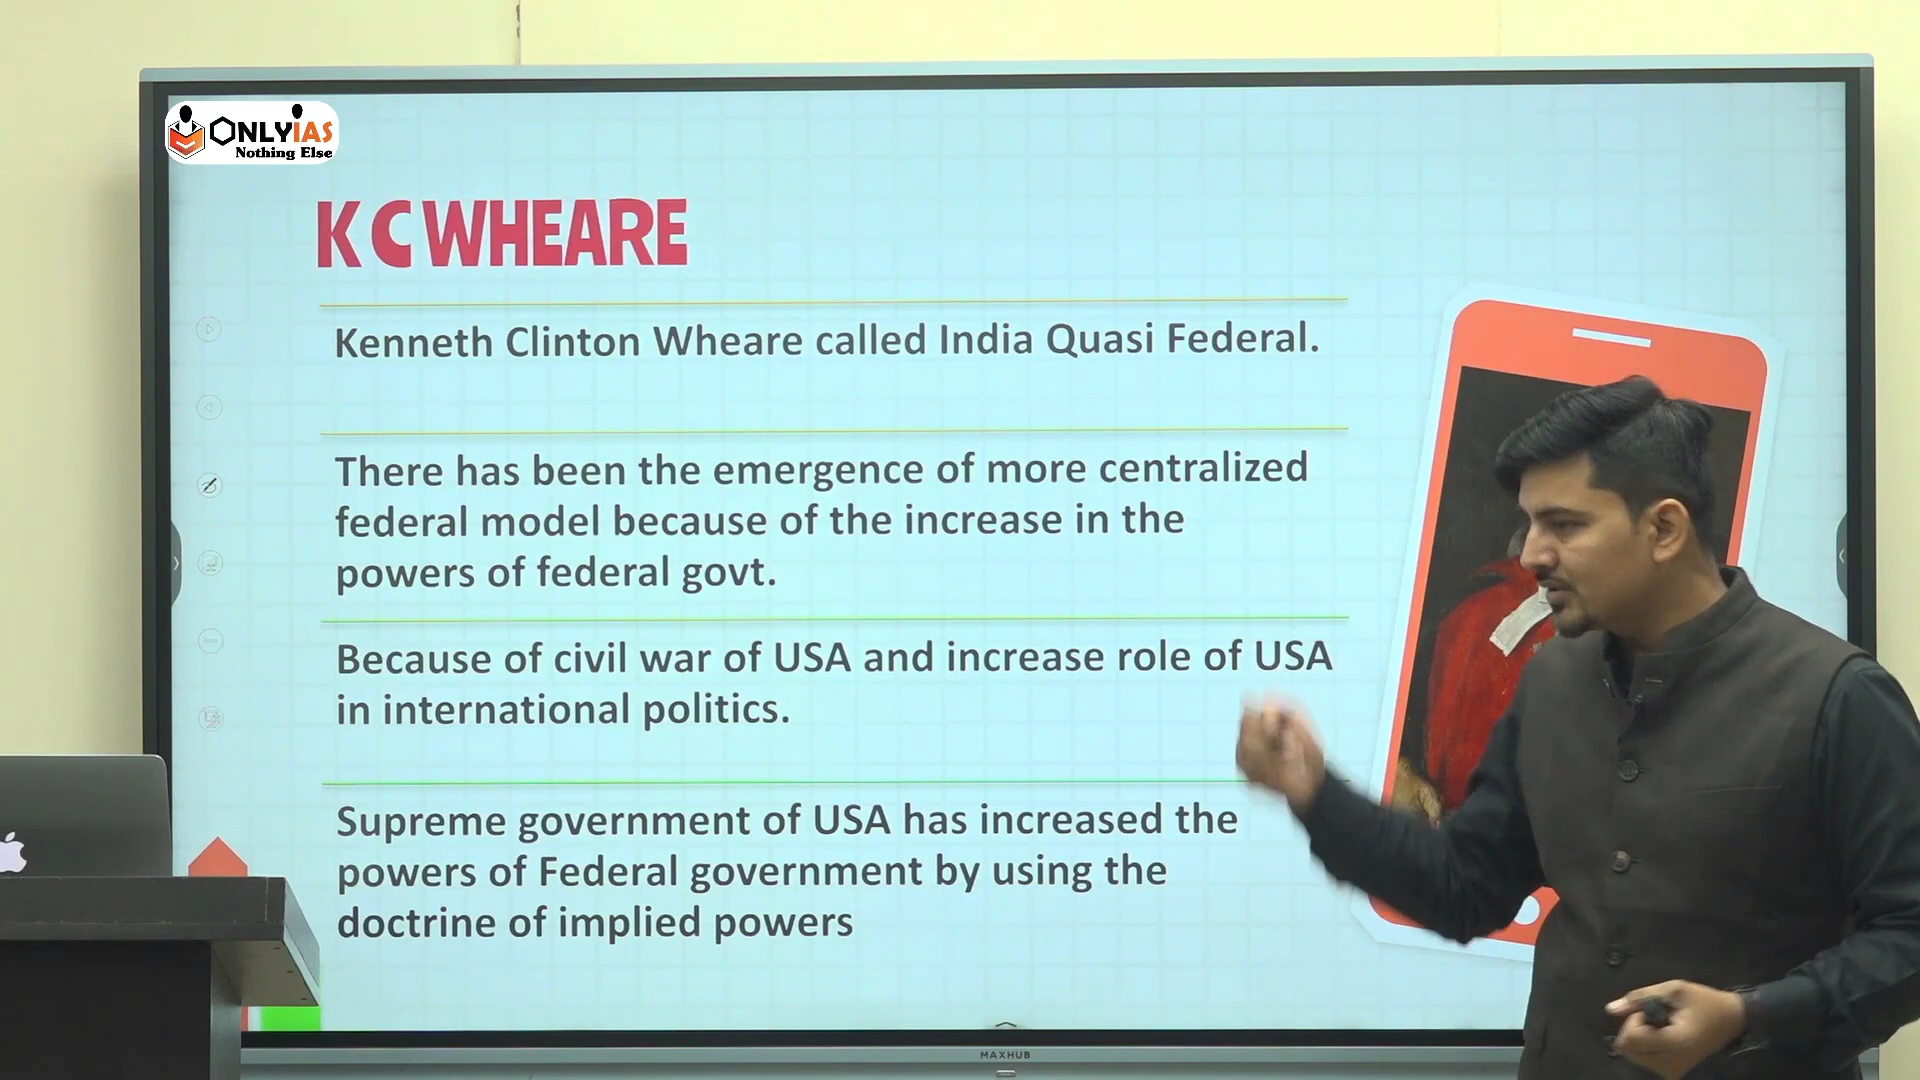 ONLYIAS
Nothing Else
K C WHEARE
Kenneth Clinton Wheare called India Quasi Federal.
There has been the emergence of more centralized
federal model because of the increase in the
powers of federal govt.
Because of civil war of USA and increase role of USA
in international politics.
Supreme government of USA has increased the
powers of Federal government by using the
doctrine of implied powers
MAXHUB